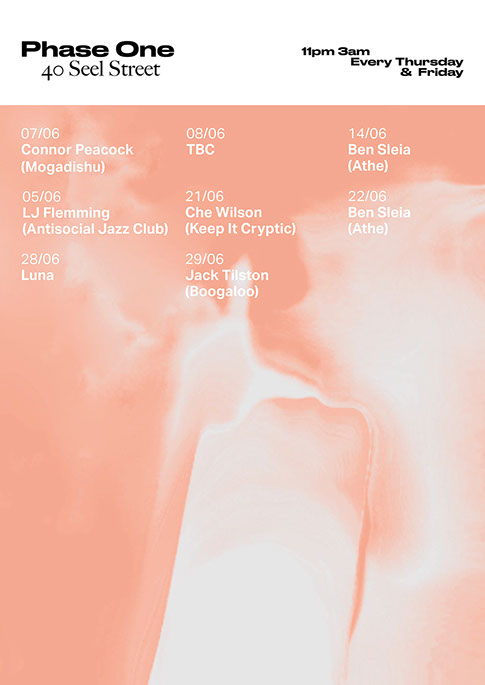 Phase One
40 Seel Street
11pm 3am
Every Thursday
& Friday
07/06
Connor Peacock
(Mogadishu)
08/06
TBC
14/06
Ben Sleia
(Athe)
05/06
LJ Flemming
(Antisocial Jazz Club)
21/06
Che Wilson
(Keep It Cryptic)
22/06
Ben Sleia
(Athe)
28/06
Luna
29/06
Jack Tilston
(Boogaloo)